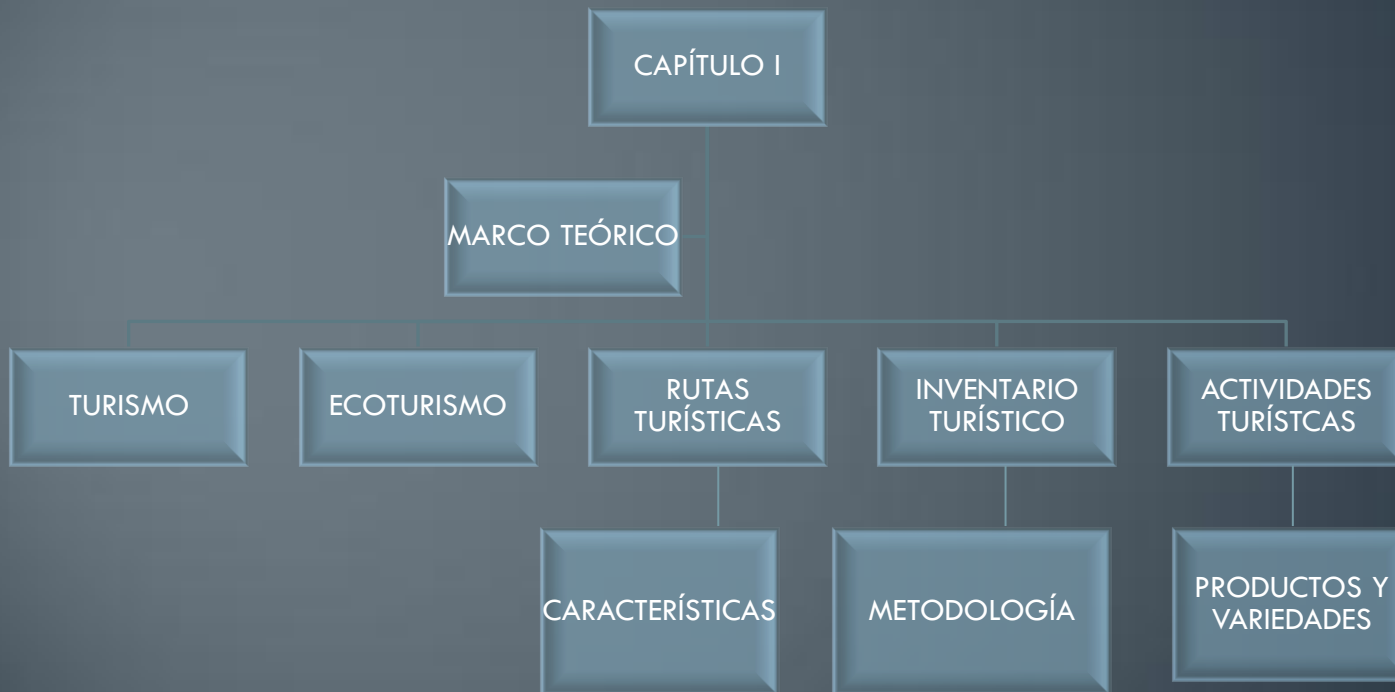 CAPÍTULO I
MARCO TEÓRICO
TURISMO
ECOTURISMO
RUTAS
TURÍSTICAS
INVENTARIO
TURÍSTICO
ACTIVIDADES
TURÍSTCAS
CARACTERÍSTICAS
METODOLOGÍA
PRODUCTOS Y
VARIEDADES